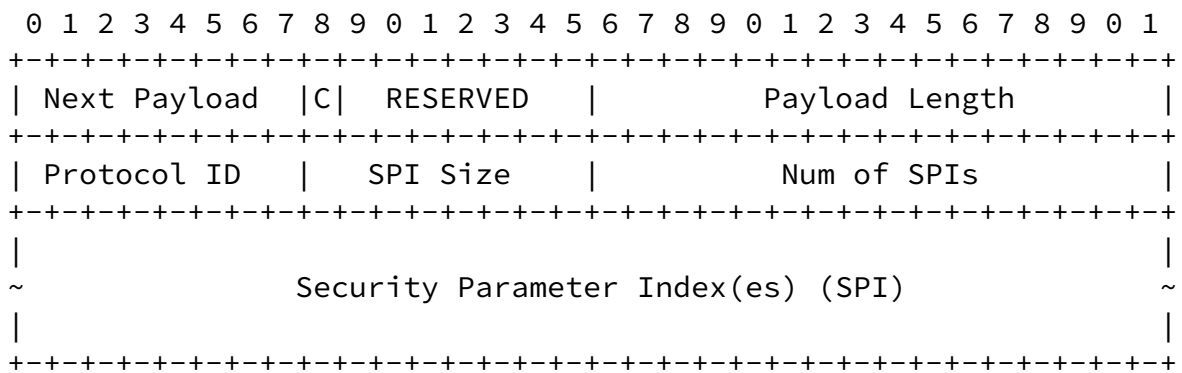 0 1 2 3 4 5 6 7 8 9 0 1 2 3 4 5 6 7 8 9 0 1 2 3 4 5 6 7 8 9 0 1
+-+-+-+-+-+-+-+-+-+-+-+-+-+-+-+-+-+-+-+-+-+-+-+-+-+-+-+-+-+-+-+-+
| Next Payload  |C|  RESERVED   |         Payload Length        |
+-+-+-+-+-+-+-+-+-+-+-+-+-+-+-+-+-+-+-+-+-+-+-+-+-+-+-+-+-+-+-+-+
| Protocol ID   |   SPI Size    |          Num of SPIs          |
+-+-+-+-+-+-+-+-+-+-+-+-+-+-+-+-+-+-+-+-+-+-+-+-+-+-+-+-+-+-+-+-+
|                                                               |
~               Security Parameter Index(es) (SPI)              ~
|                                                               |
+-+-+-+-+-+-+-+-+-+-+-+-+-+-+-+-+-+-+-+-+-+-+-+-+-+-+-+-+-+-+-+-+